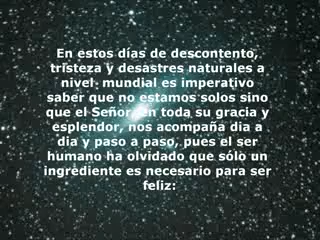 En estos días de descontento,
tristeza y desastres naturales a
nivel mundial es imperativo
saber que no estamos solos sino
que el Señor, en toda su gracia y
esplendor, nos acompaña dia a
dia y paso a paso, pues el ser
humano ha olvidado que sólo un
ingrediente es necesario para ser
feliz: